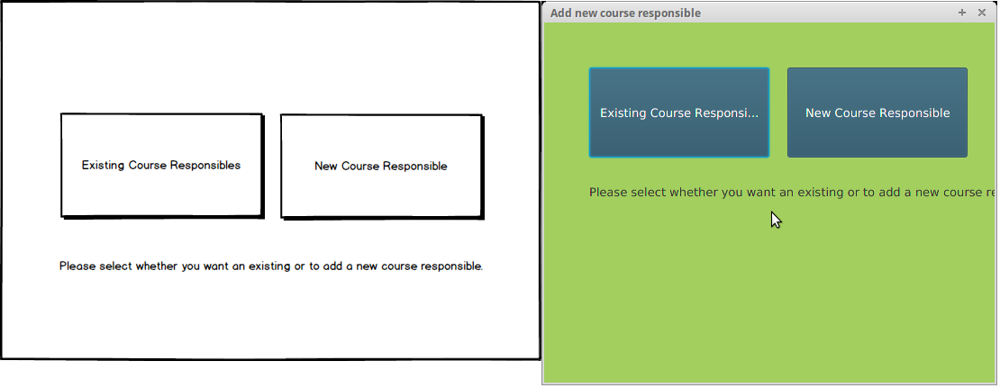 Existing Course Responsibles
New Course Responsible
Please select whether you want an existing or to add a new course responsible.
Add new course responsible
Existing Course Responsi...
New Course Responsible
Please select whether you want an existing or to add a new course re